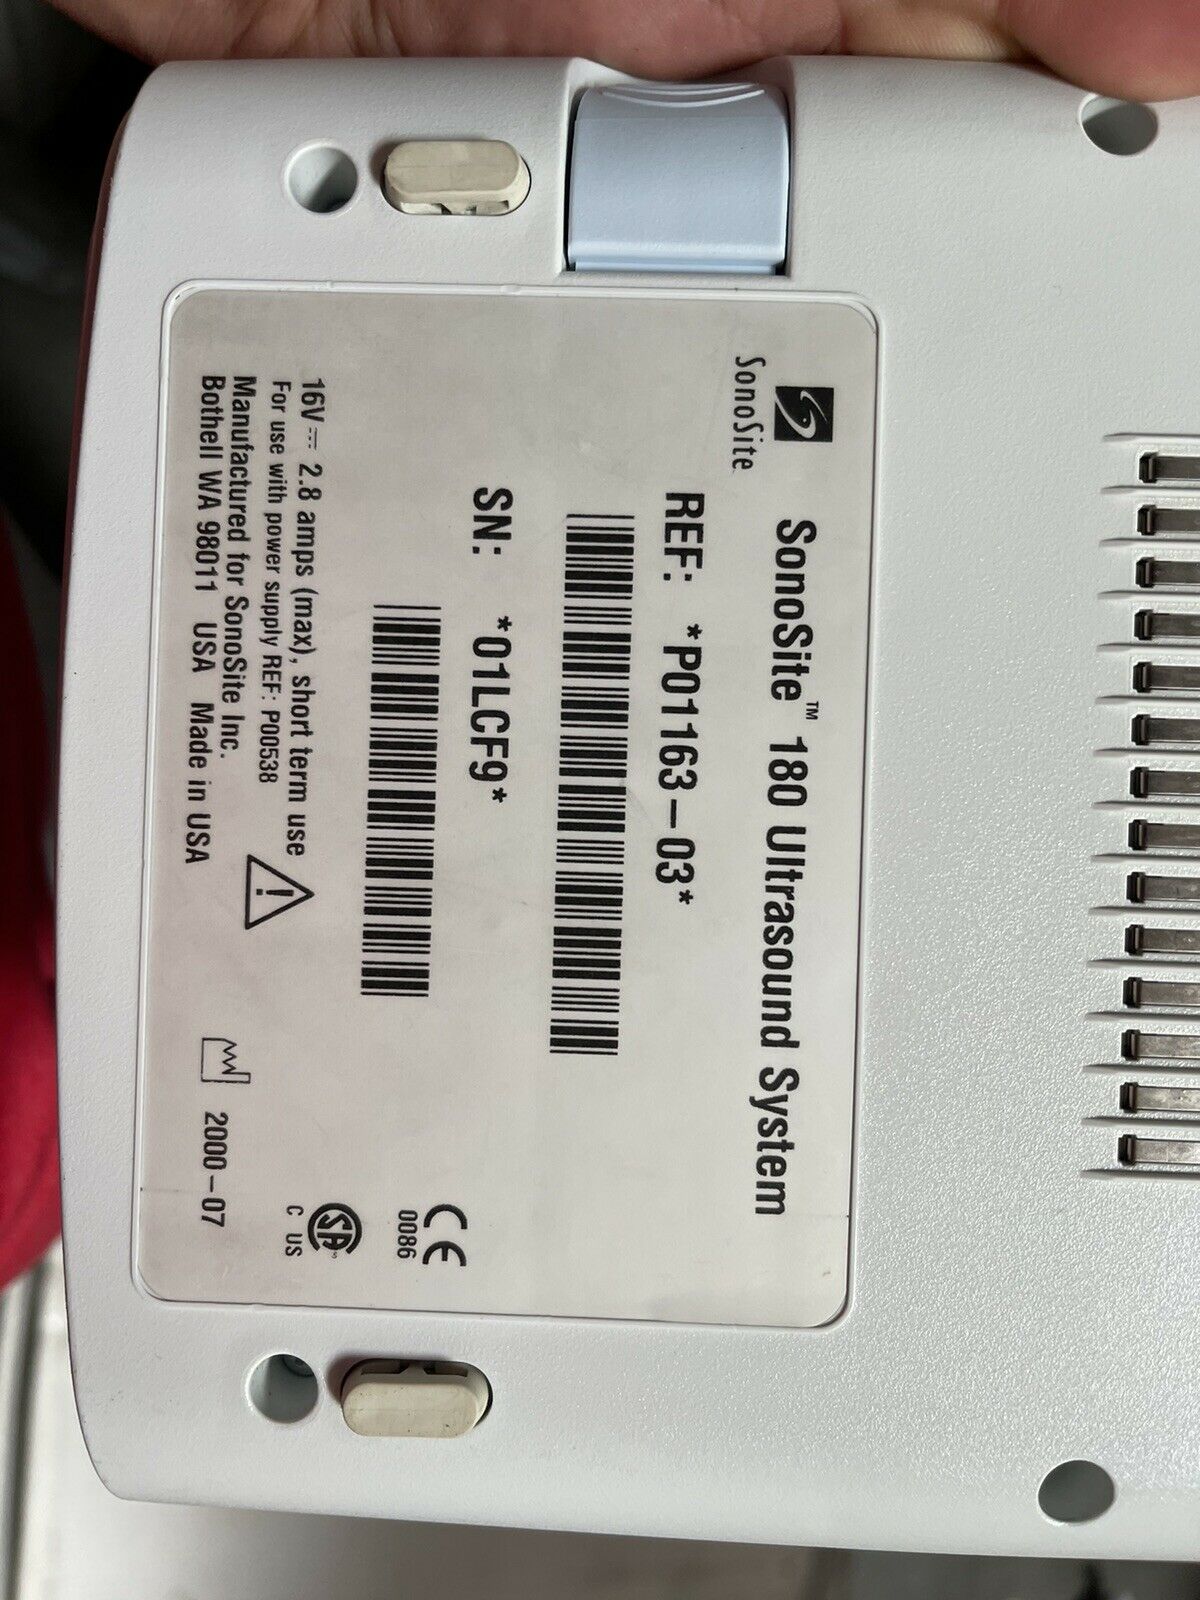 SonoSite
SonoSite™ 180 Ultrasound System
REF: *P01163-03*
SN: *01LCF9*
16V⎓ 2.8 amps (max), short term use
For use with power supply REF: P00538
Manufactured for SonoSite Inc.
Bothell WA 98011 USA Made in USA
2000-07
CE
0086
SA
C US